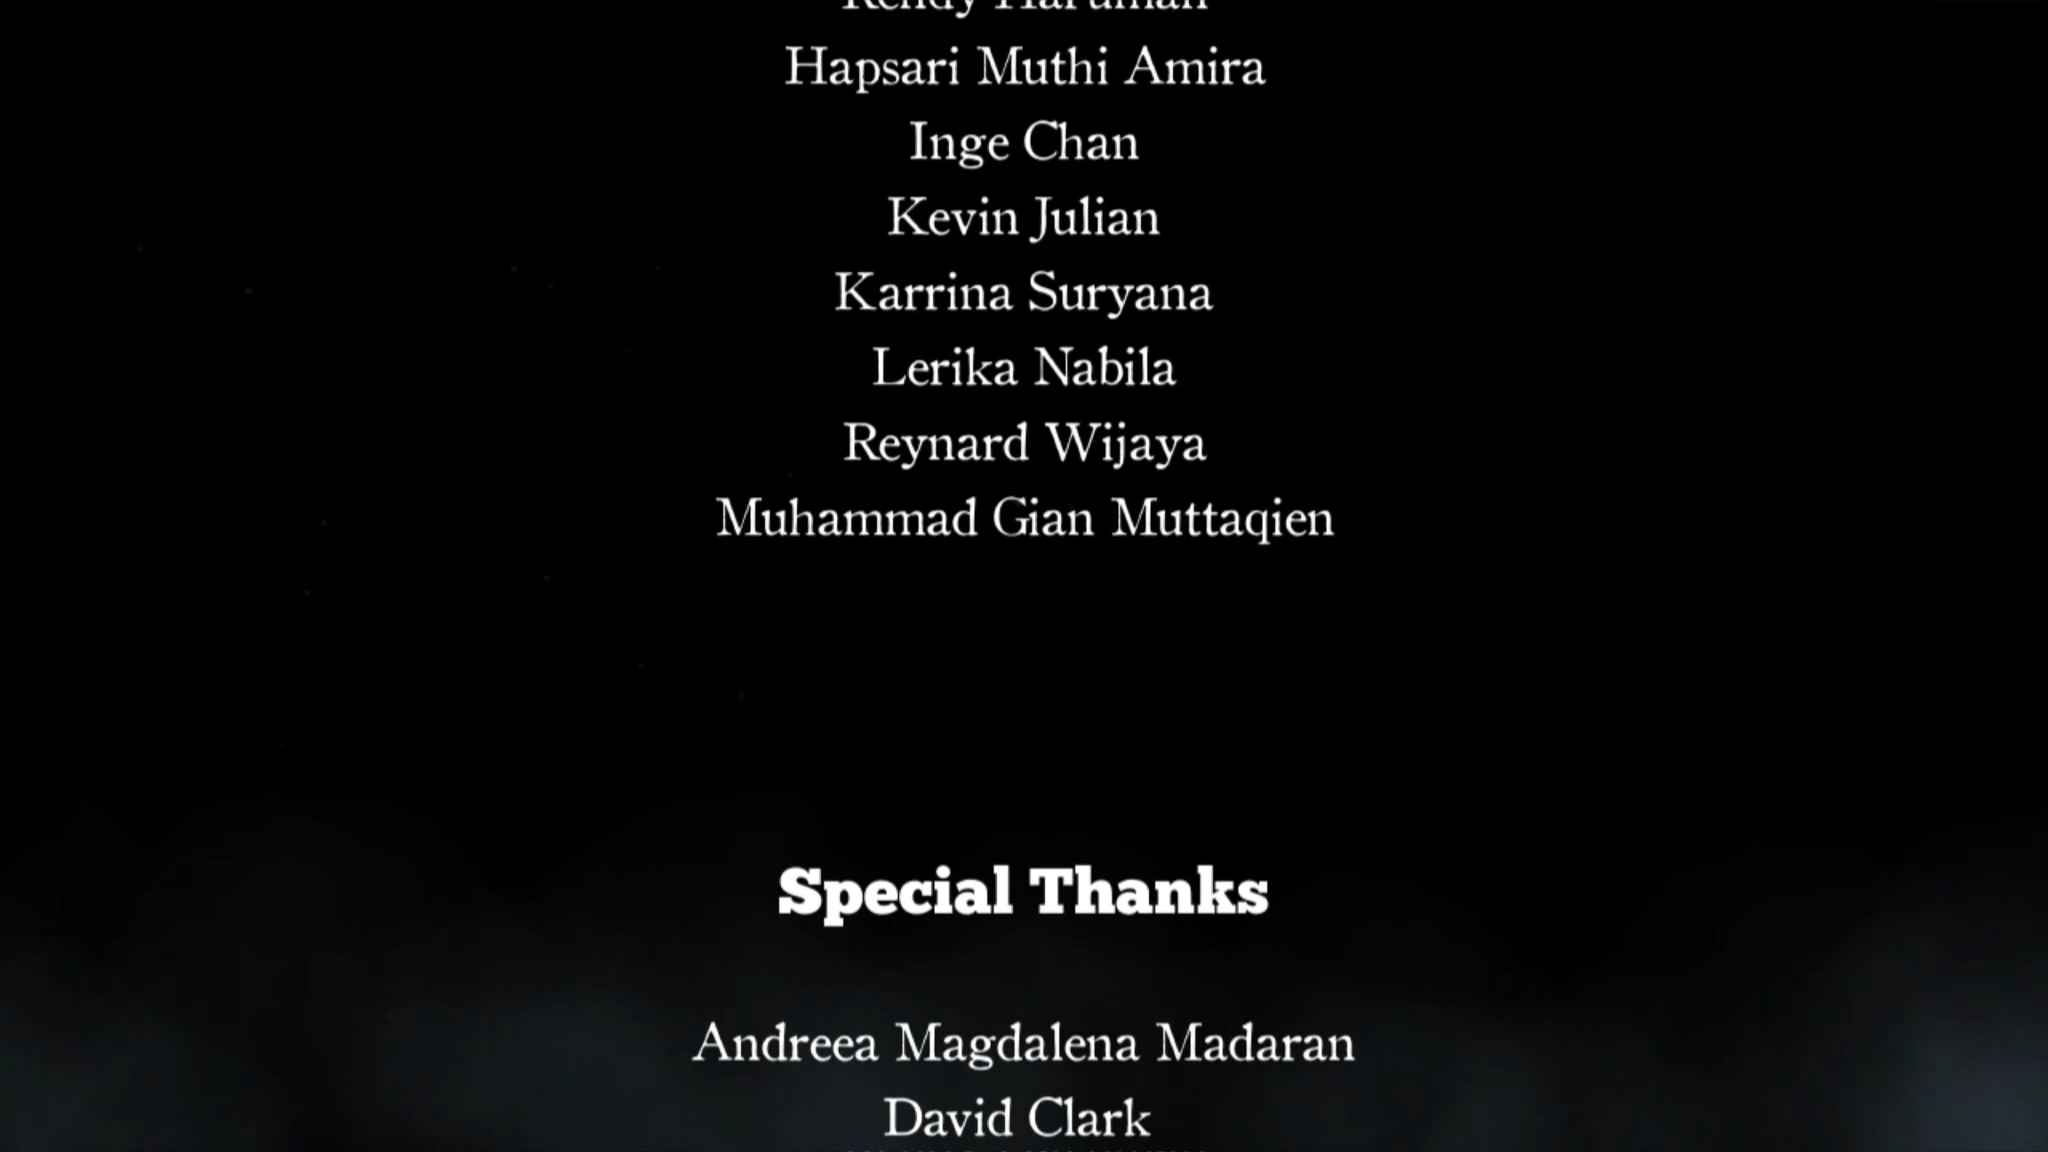 Hapsari Muthi Amira
Inge Chan
Kevin Julian
Karrina Suryana
Lerika Nabila
Reynard Wijaya
Muhammad Gian Muttaqien
Special Thanks
Andreea Magdalena Madaran
David Clark